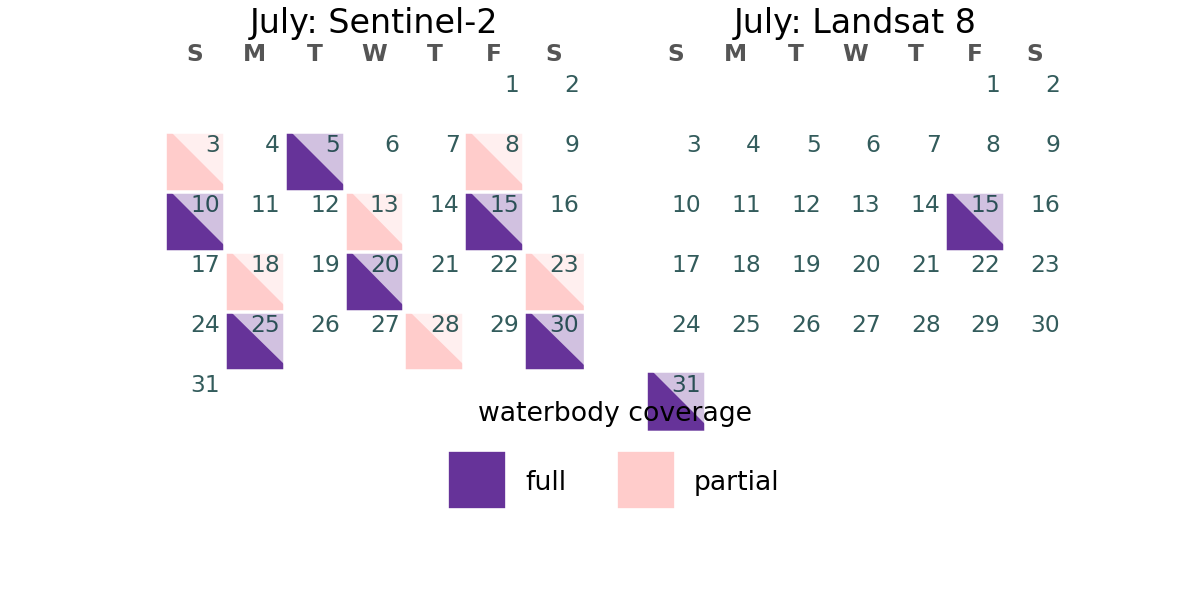 July: Sentinel-2
S M T W T F S
1 2
3 4 5 6 7 8 9
10 11 12 13 14 15 16
17 18 19 20 21 22 23
24 25 26 27 28 29 30
31
July: Landsat 8
S M T W T F S
1 2
3 4 5 6 7 8 9
10 11 12 13 14 15 16
17 18 19 20 21 22 23
24 25 26 27 28 29 30
31
waterbody coverage
full partial